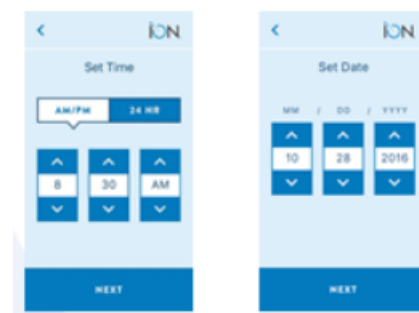 iON
Set Time
AM/PM 24 HR
8 30 AM
NEXT
iON
Set Date
MM / DD / YYYY
10 28 2016
NEXT